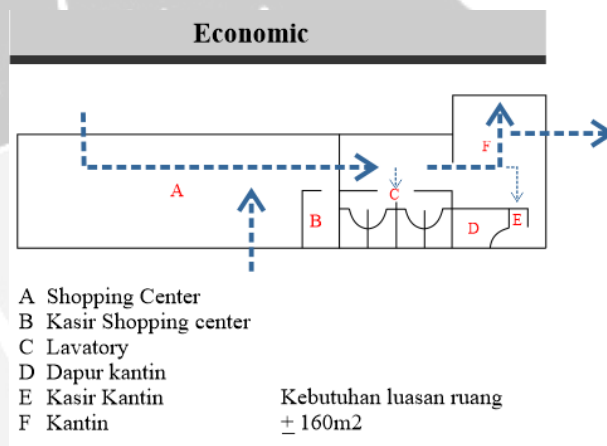 Economic
F
A
C
B
D
E
A Shopping Center
B Kasir Shopping center
C Lavatory
D Dapur kantin
E Kasir Kantin
F Kantin
Kebutuhan luasan ruang
± 160m2